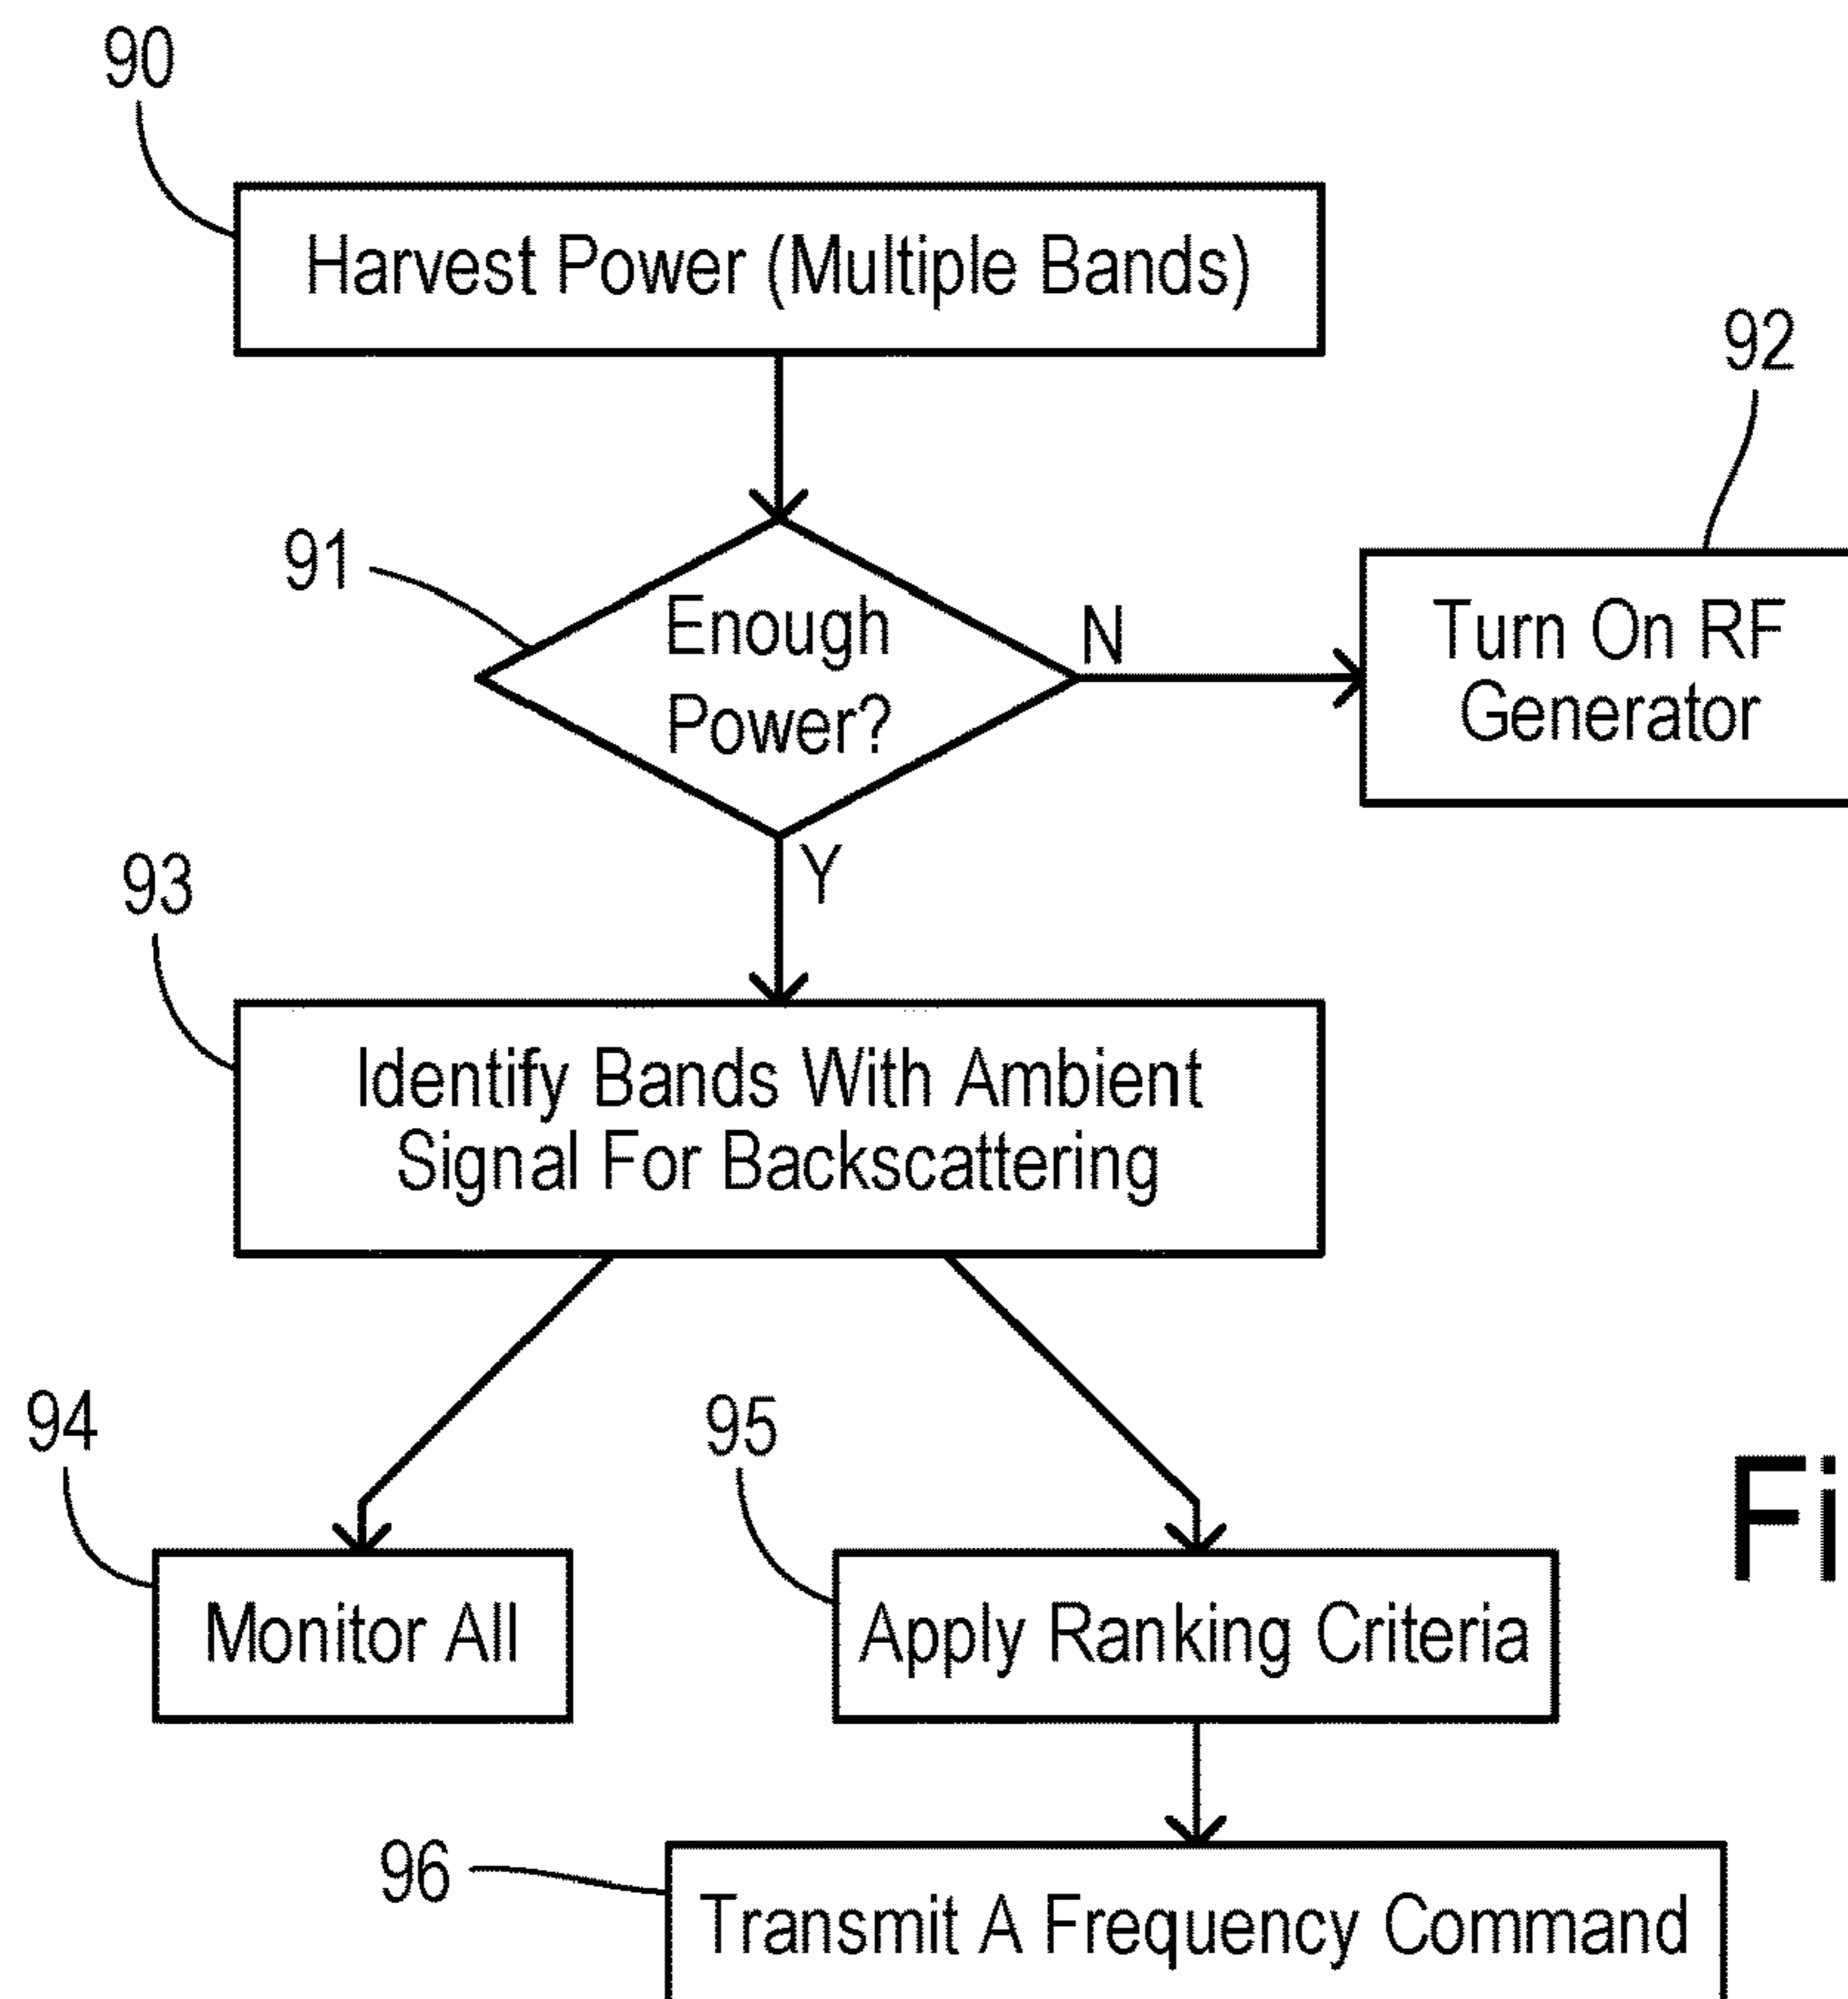 90
Harvest Power (Multiple Bands)
92
91
Enough
Power?
N
Turn On RF
Generator
Y
93
Identify Bands With Ambient
Signal For Backscattering
94
95
Fi
Monitor All
Apply Ranking Criteria
96
Transmit A Frequency Command